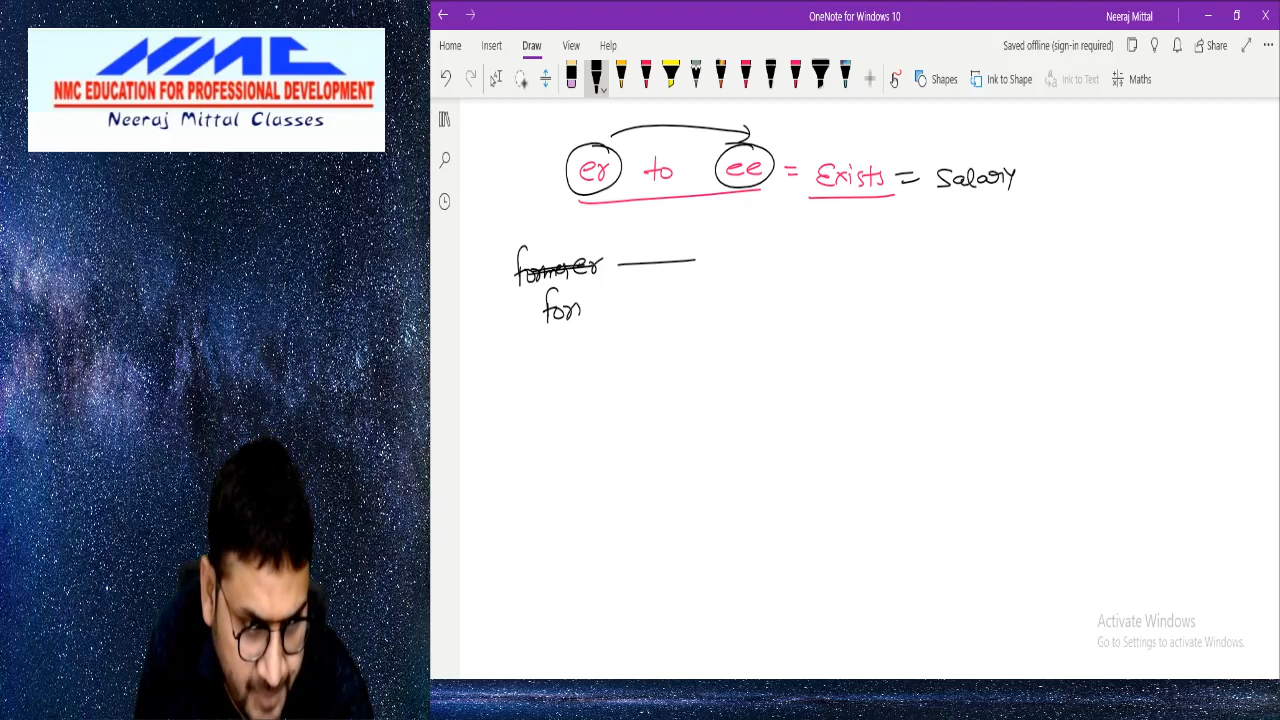 NMC
NMC EDUCATION FOR PROFESSIONAL DEVELOPMENT
Neeraj Mittal Classes
OneNote for Windows 10
Neeraj Mittal
Home Insert Draw View Help
Saved offline (sign-in required)
Share
Shapes Ink to Shape Ink to Text Maths
er to ee = Exists = Salary
former
for
Activate Windows
Go to Settings to activate Windows.